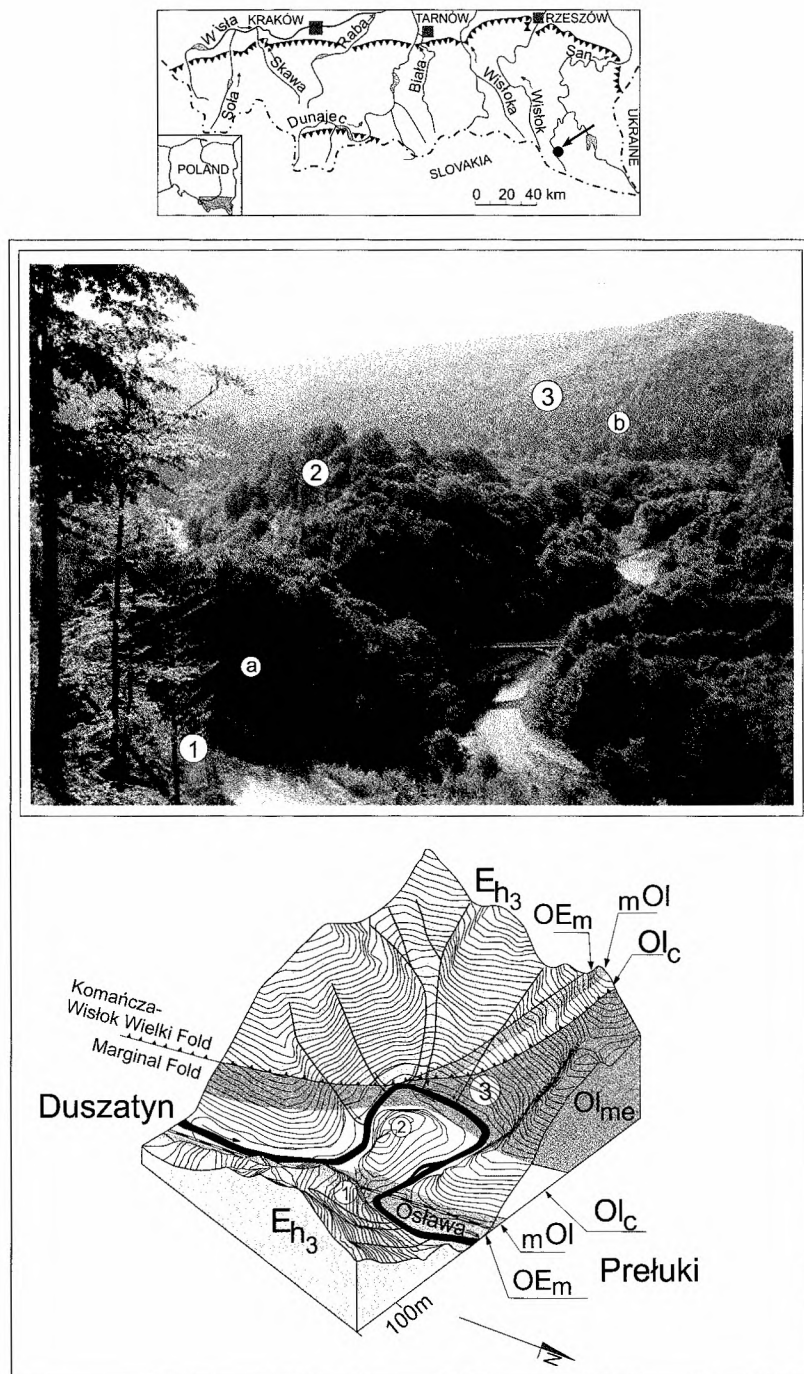 KRAKÓW
TARNÓW
RZESZÓW
Wisła
Raba
San
Skawa
Soła
Biała
Wisłoka
Wisłok
Dunajec
UKRAINE
POLAND
SLOVAKIA
0 20 40 km
3
b
2
a
1
Eh3
OEm
mOl
Olc
Komańcza-
Wisłok Wielki Fold
Marginal Fold
3
Duszatyn
2
Olme
1
Osława
Eh3
Olc
mOl
OEm
Prełuki
100m
N